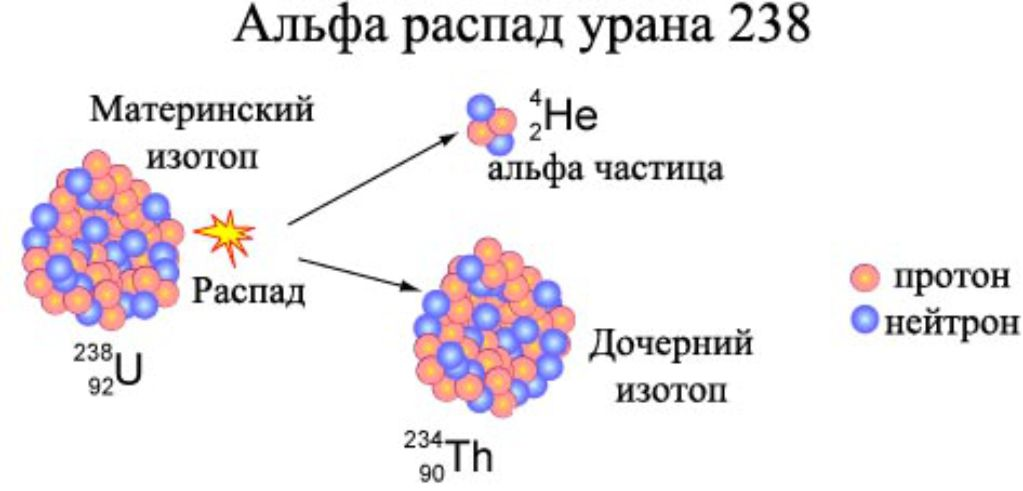 Альфа распад урана 238
Материнский
изотоп
Распад
238
92U
4
2He
альфа частица
Дочерний
изотоп
234
90Th
протон
нейтрон